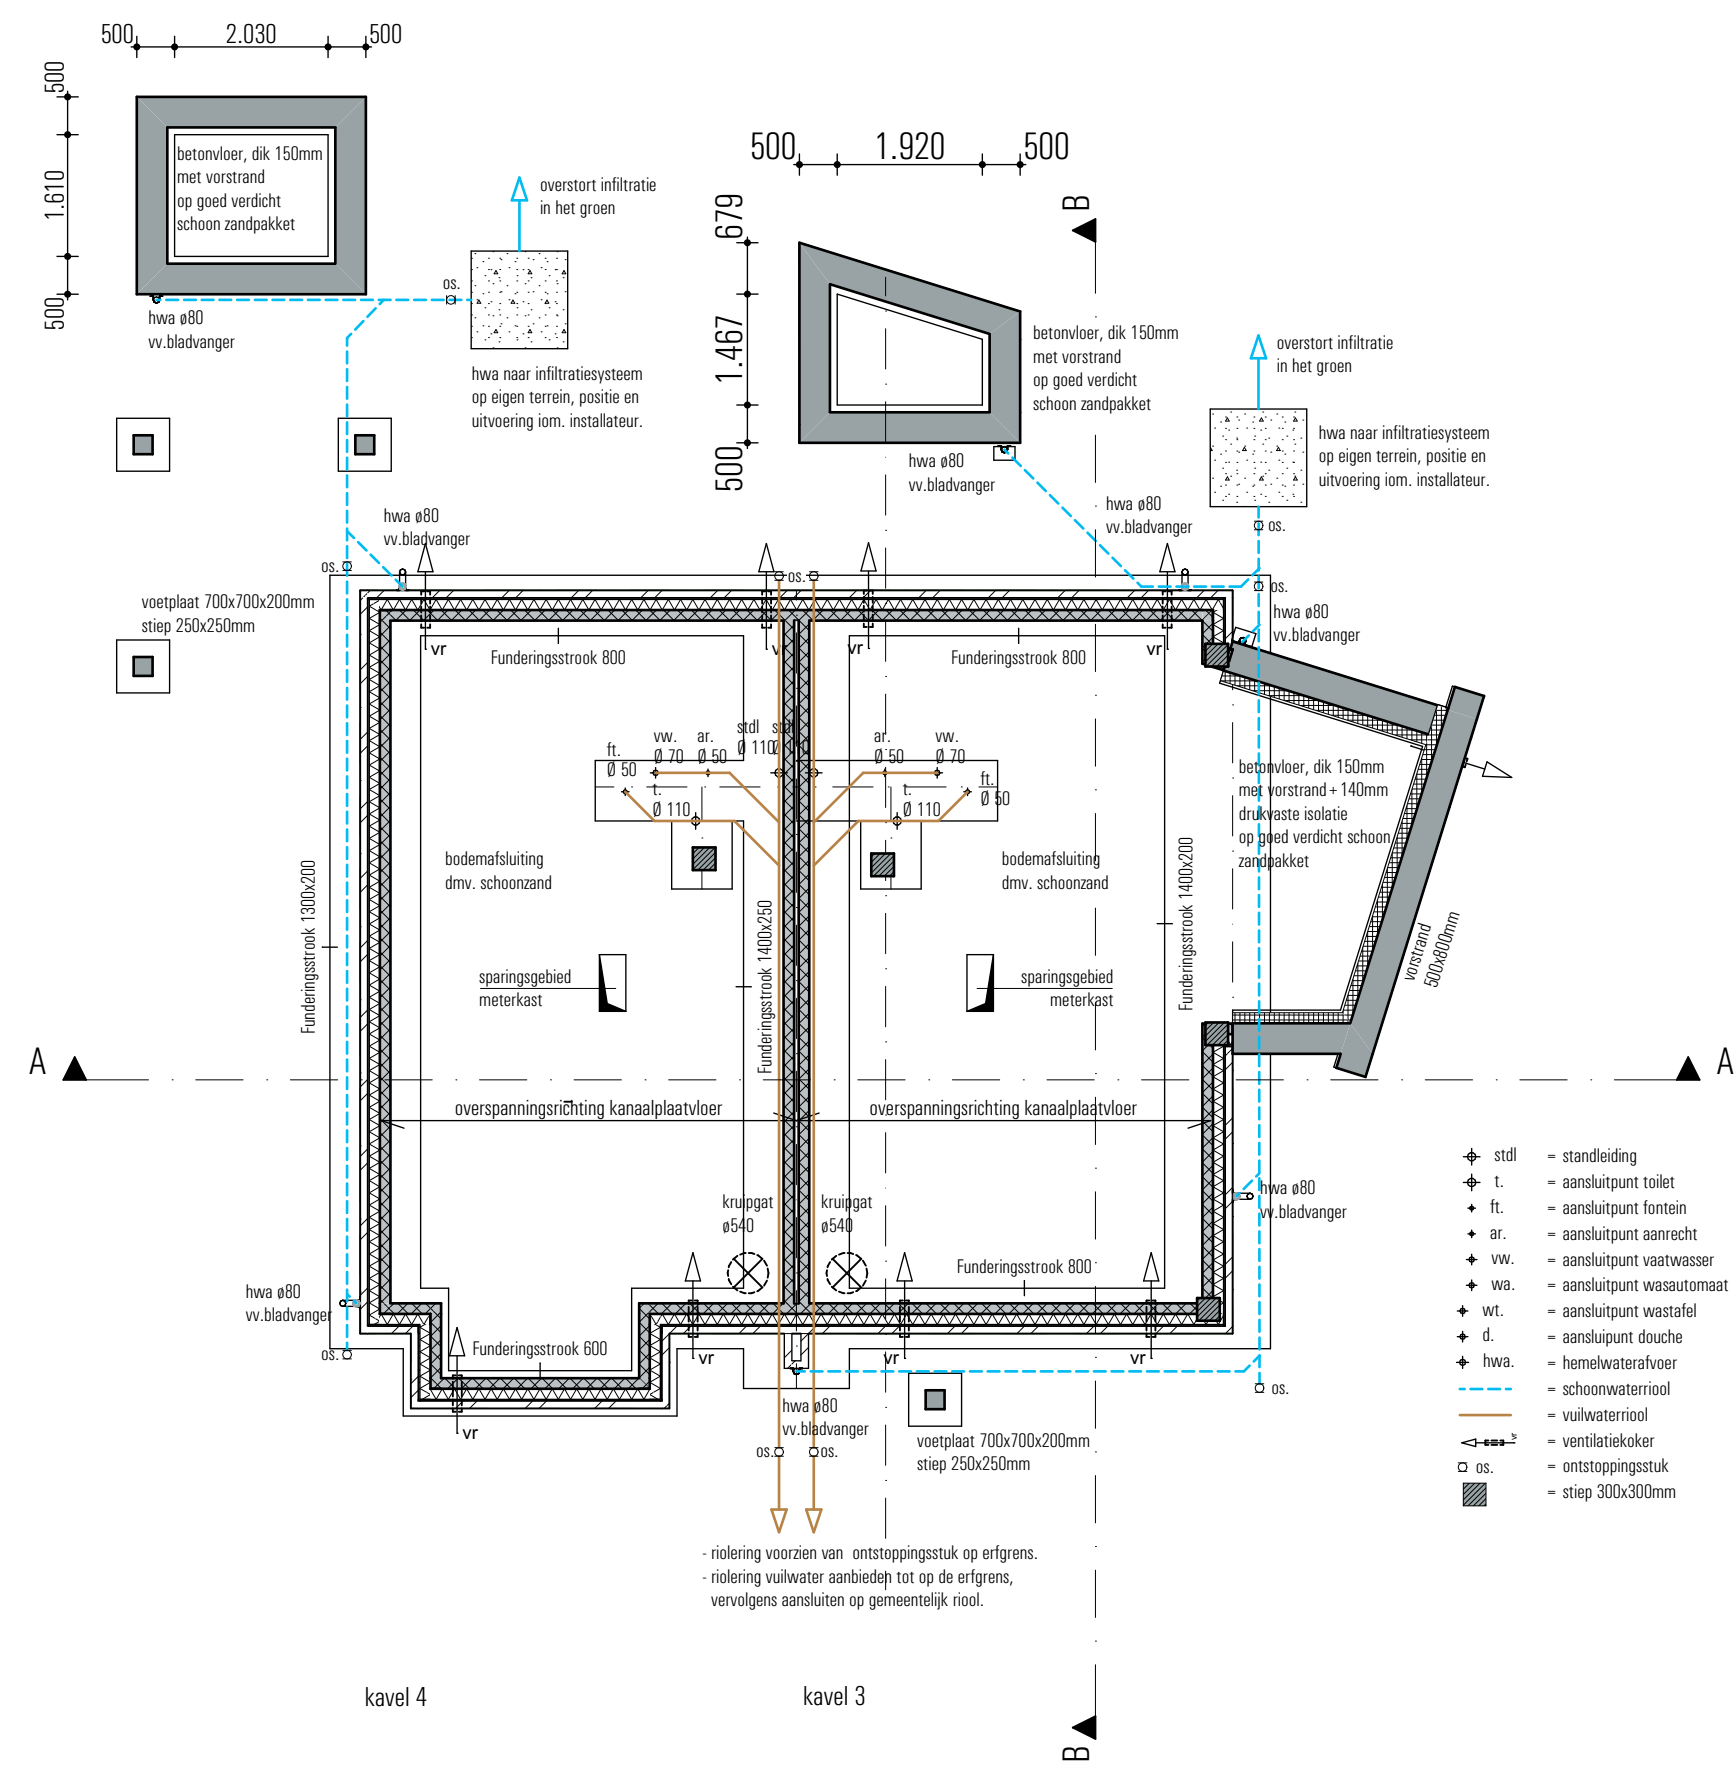 500 2.030 500
500
1.610
500
betonvloer, dik 150mm
met vorstrand
op goed verdicht
schoon zandpakket
hwa ø80
vv.bladvanger
os.
overstort infiltratie
in het groen
hwa naar infiltratiesysteem
op eigen terrein, positie en
uitvoering iom. installateur.
500 1.920 500
679
1.467
500
B
betonvloer, dik 150mm
met vorstrand
op goed verdicht
schoon zandpakket
hwa ø80
vv.bladvanger
overstort infiltratie
in het groen
hwa naar infiltratiesysteem
op eigen terrein, positie en
uitvoering iom. installateur.
os.
hwa ø80
vv.bladvanger
hwa ø80
vv.bladvanger
os.
os.
os.
hwa ø80
vv.bladvanger
voetplaat 700x700x200mm
stiep 250x250mm
vr
vr
vr
vr
Funderingsstrook 800
Funderingsstrook 800
ft.
Ø 50
vw.
Ø 70
ar.
Ø 50
stdl
Ø 110
stdl
t.
Ø 110
ar.
Ø 50
vw.
Ø 70
t.
Ø 110
ft.
Ø 50
betonvloer, dik 150mm
met vorstrand + 140mm
drukvaste isolatie
op goed verdicht schoon
zandpakket
bodemafsluiting
dmv. schoonzand
bodemafsluiting
dmv. schoonzand
Funderingsstrook 1300x200
Funderingsstrook 1400x250
Funderingsstrook 1400x200
vorstrand
500x800mm
sparingsgebied
meterkast
sparingsgebied
meterkast
A
A
overspanningsrichting kanaalplaatvloer
overspanningsrichting kanaalplaatvloer
kruipgat
ø540
kruipgat
ø540
hwa ø80
vv.bladvanger
hwa ø80
vv.bladvanger
os.
Funderingsstrook 800
Funderingsstrook 600
vr
vr
vr
vr
os.
hwa ø80
vv.bladvanger
os.
os.
voetplaat 700x700x200mm
stiep 250x250mm
stdl = standleiding
t. = aansluitpunt toilet
ft. = aansluitpunt fontein
ar. = aansluitpunt aanrecht
vw. = aansluitpunt vaatwasser
wa. = aansluitpunt wasautomaat
wt. = aansluitpunt wastafel
d. = aansluipunt douche
hwa. = hemelwaterafvoer
= schoonwaterriool
= vuilwaterriool
vr = ventilatiekoker
os. = ontstoppingsstuk
= stiep 300x300mm
- riolering voorzien van ontstoppingsstuk op erfgrens.
- riolering vuilwater aanbieden tot op de erfgrens,
vervolgens aansluiten op gemeentelijk riool.
kavel 4
kavel 3
B